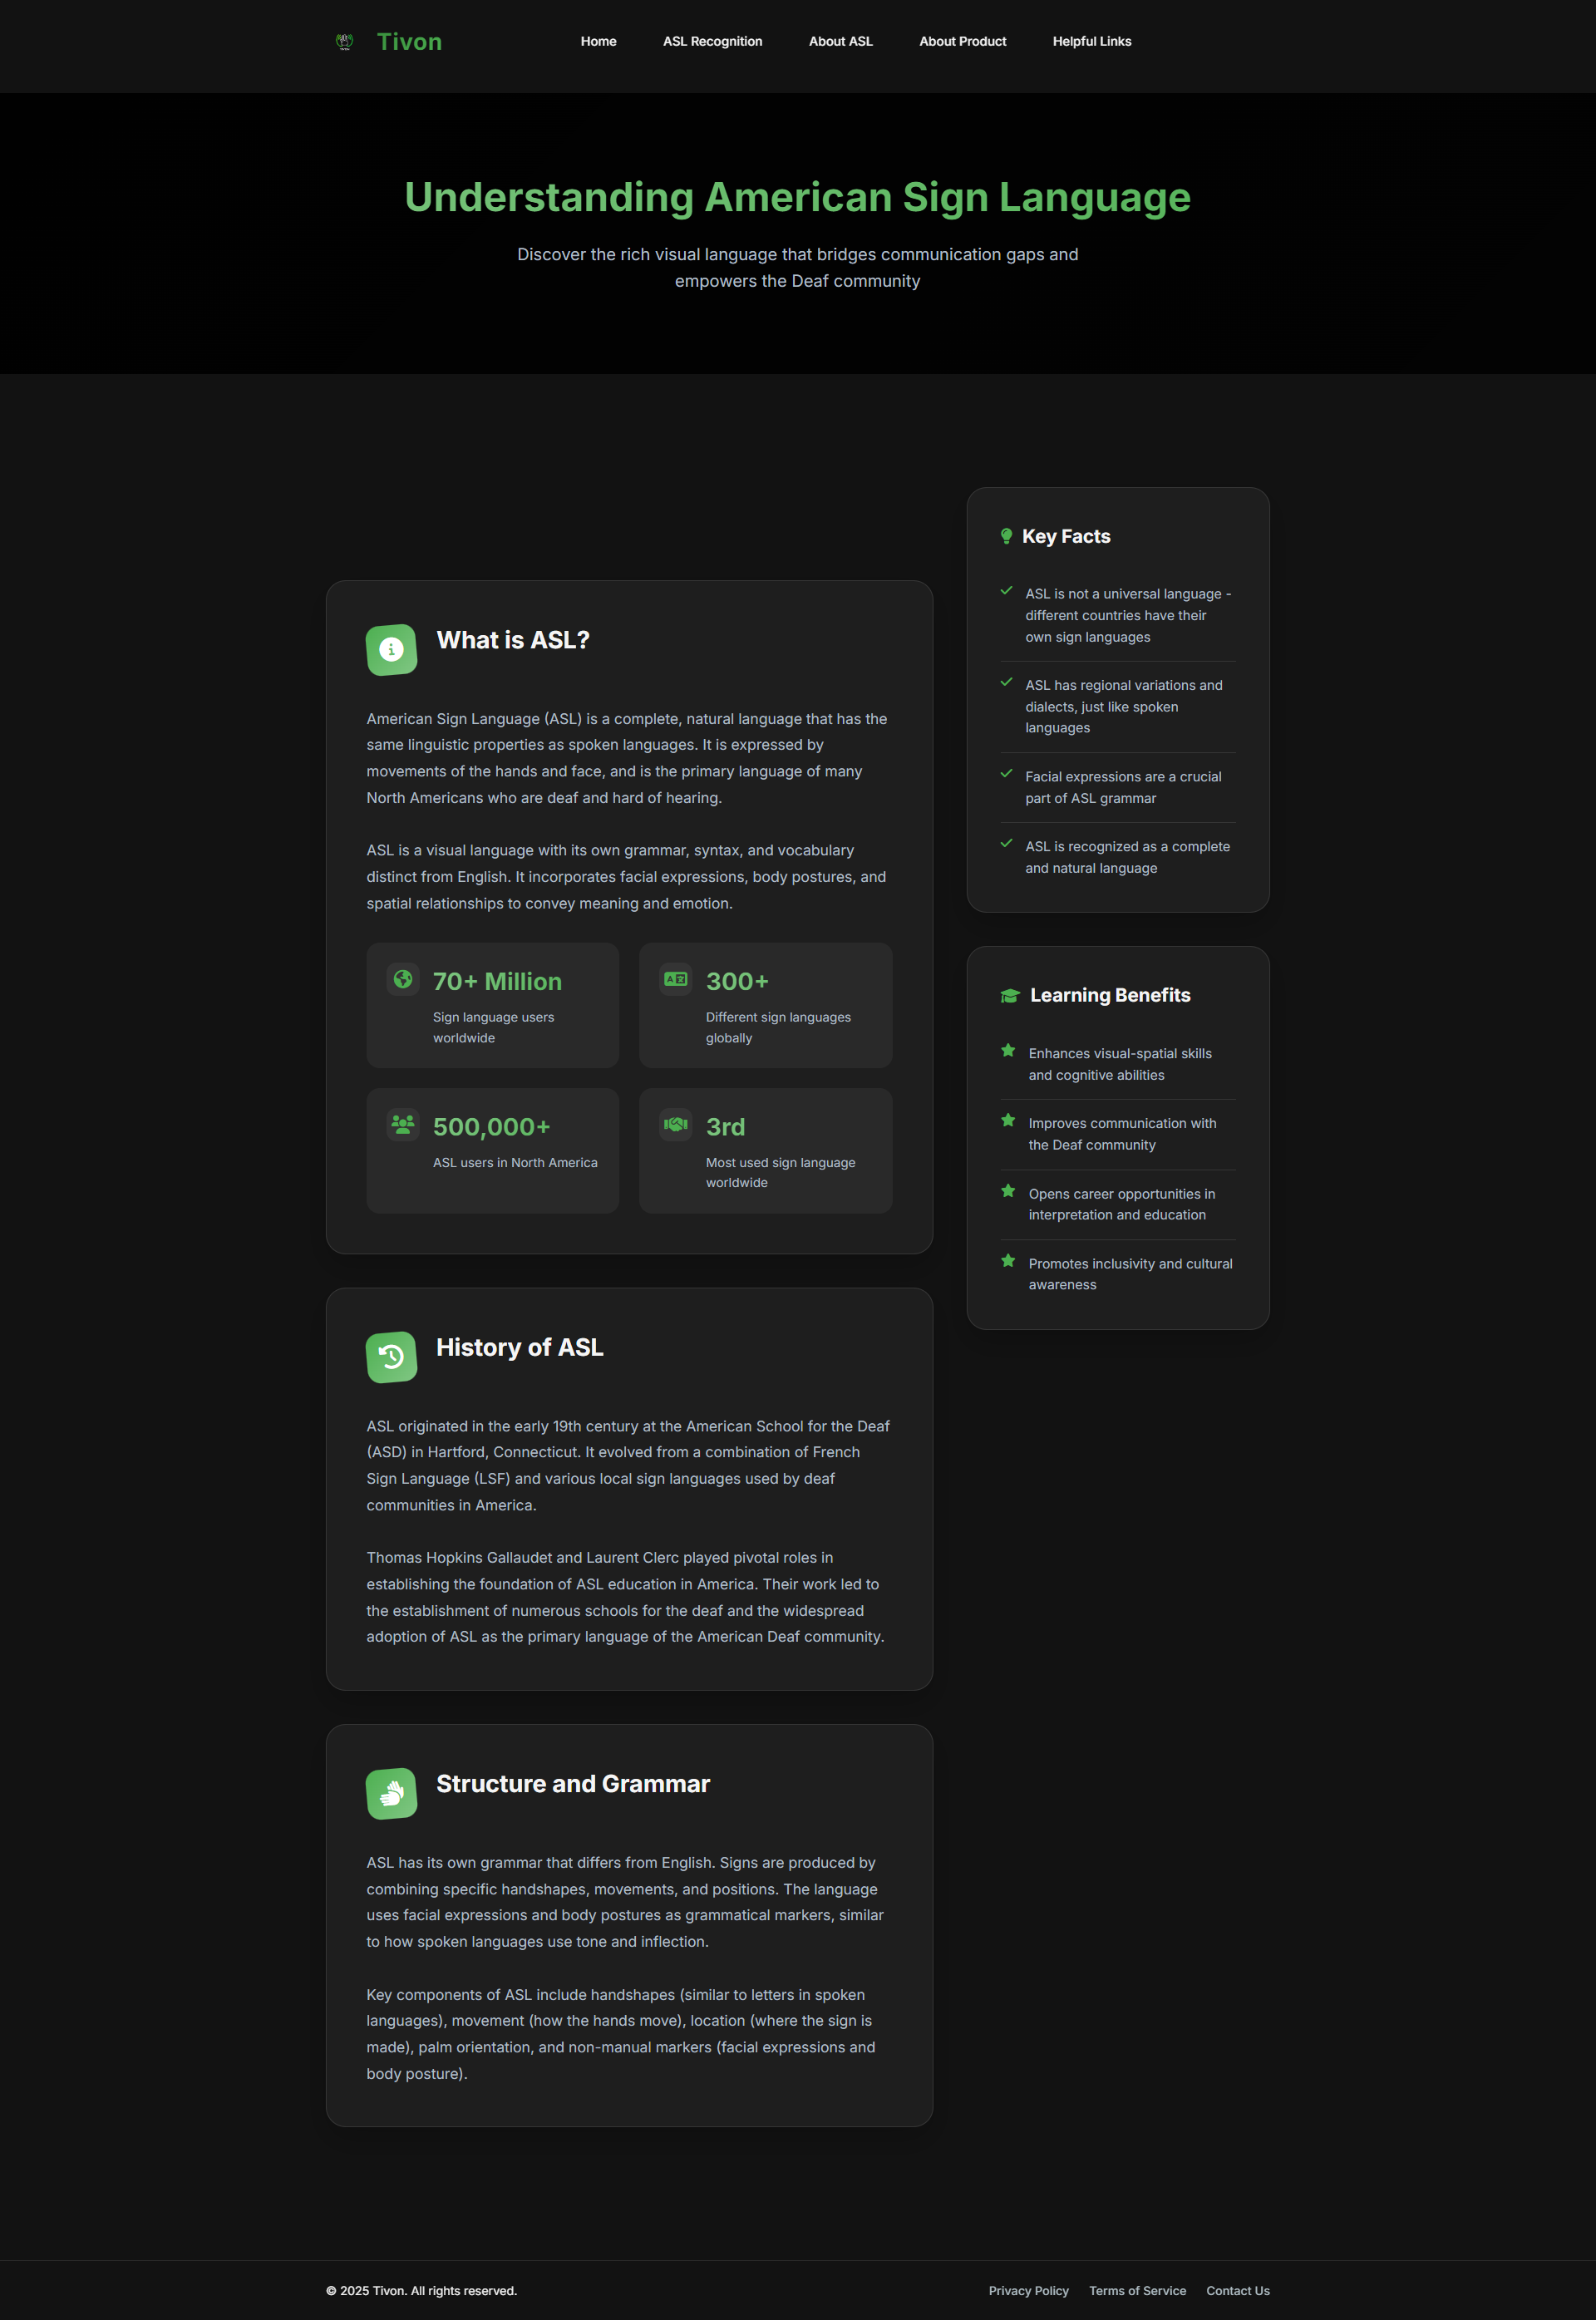 Tivon
Home
ASL Recognition
About ASL
About Product
Helpful Links
Understanding American Sign Language
Discover the rich visual language that bridges communication gaps and
empowers the Deaf community
What is ASL?
American Sign Language (ASL) is a complete, natural language that has the
same linguistic properties as spoken languages. It is expressed by
movements of the hands and face, and is the primary language of many
North Americans who are deaf and hard of hearing.
ASL is a visual language with its own grammar, syntax, and vocabulary
distinct from English. It incorporates facial expressions, body postures, and
spatial relationships to convey meaning and emotion.
70+ Million
Sign language users
worldwide
300+
Different sign languages
globally
500,000+
ASL users in North America
3rd
Most used sign language
worldwide
History of ASL
ASL originated in the early 19th century at the American School for the Deaf
(ASD) in Hartford, Connecticut. It evolved from a combination of French
Sign Language (LSF) and various local sign languages used by deaf
communities in America.
Thomas Hopkins Gallaudet and Laurent Clerc played pivotal roles in
establishing the foundation of ASL education in America. Their work led to
the establishment of numerous schools for the deaf and the widespread
adoption of ASL as the primary language of the American Deaf community.
Structure and Grammar
ASL has its own grammar that differs from English. Signs are produced by
combining specific handshapes, movements, and positions. The language
uses facial expressions and body postures as grammatical markers, similar
to how spoken languages use tone and inflection.
Key components of ASL include handshapes (similar to letters in spoken
languages), movement (how the hands move), location (where the sign is
made), palm orientation, and non-manual markers (facial expressions and
body posture).
Key Facts
ASL is not a universal language -
different countries have their
own sign languages
ASL has regional variations and
dialects, just like spoken
languages
Facial expressions are a crucial
part of ASL grammar
ASL is recognized as a complete
and natural language
Learning Benefits
Enhances visual-spatial skills
and cognitive abilities
Improves communication with
the Deaf community
Opens career opportunities in
interpretation and education
Promotes inclusivity and cultural
awareness
© 2025 Tivon. All rights reserved.
Privacy Policy
Terms of Service
Contact Us